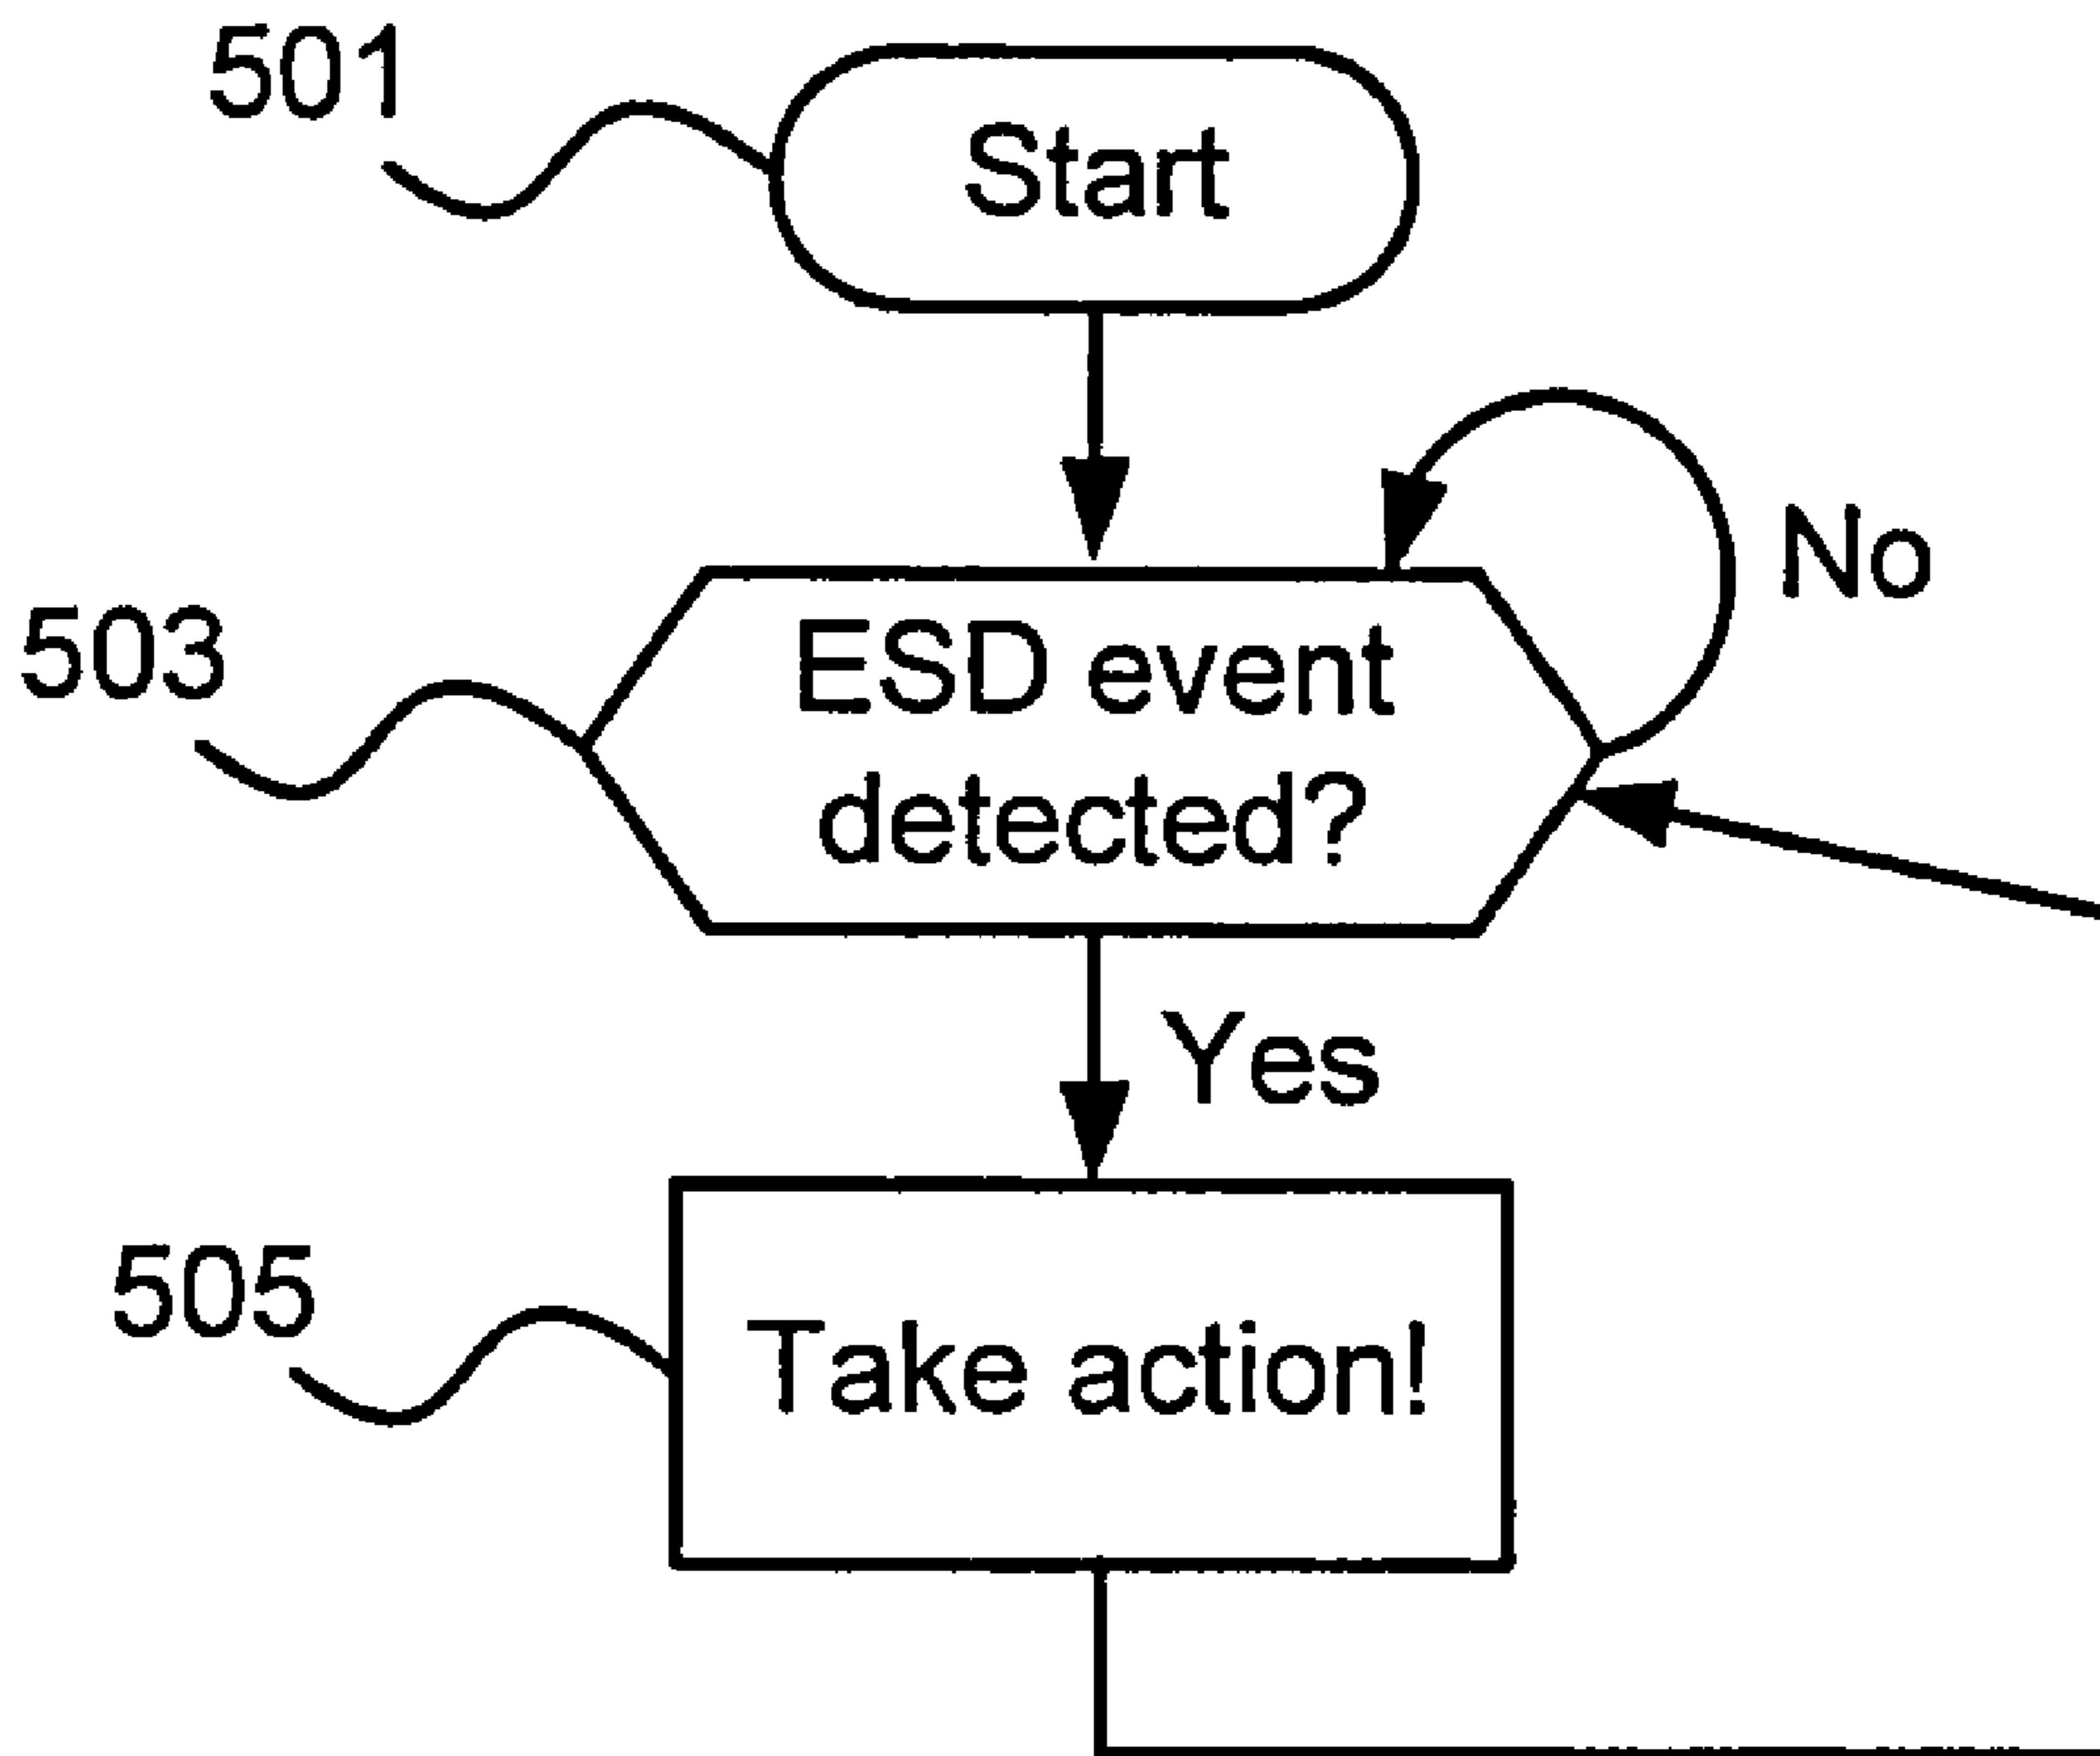 501
Start
No
503
ESD event
detected?
Yes
505
Take action!